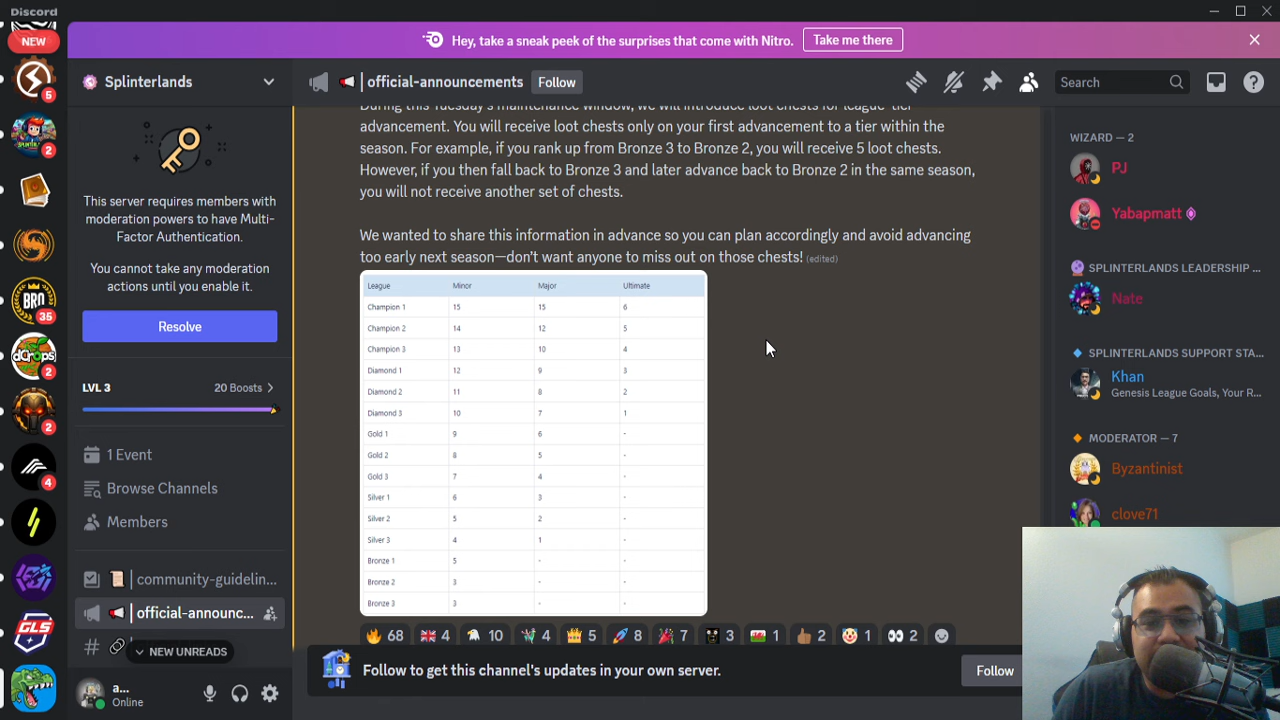 Discord
Hey, take a sneak peek of the surprises that come with Nitro. Take me there
NEW
5
2
BRO
35
2
2
4
GLS
Splinterlands
This server requires members with
moderation powers to have Multi-
Factor Authentication.
You cannot take any moderation
actions until you enable it.
Resolve
LVL 3
20 Boosts
1 Event
Browse Channels
Members
community-guidelin...
official-announc...
NEW UNREADS
a...
Online
official-announcements Follow
Search
During this Tuesday's maintenance window, we will introduce loot chests for league-tier
advancement. You will receive loot chests only on your first advancement to a tier within the
season. For example, if you rank up from Bronze 3 to Bronze 2, you will receive 5 loot chests.
However, if you then fall back to Bronze 3 and later advance back to Bronze 2 in the same season,
you will not receive another set of chests.
We wanted to share this information in advance so you can plan accordingly and avoid advancing
too early next season—don't want anyone to miss out on those chests! (edited)
League Minor Major Ultimate
Champion 1 15 15 6
Champion 2 14 12 5
Champion 3 13 10 4
Diamond 1 12 9 3
Diamond 2 11 8 2
Diamond 3 10 7 1
Gold 1 9 6 -
Gold 2 8 5 -
Gold 3 7 4 -
Silver 1 6 3 -
Silver 2 5 2 -
Silver 3 4 1 -
Bronze 1 5 - -
Bronze 2 3 - -
Bronze 3 3 - -
68 4 10 4 5 8 7 3 1 2 1 2
Follow to get this channel's updates in your own server. Follow
WIZARD — 2
PJ
Yabapmatt
SPLINTERLANDS LEADERSHIP ...
Nate
SPLINTERLANDS SUPPORT STA...
Khan
Genesis League Goals, Your R...
MODERATOR — 7
Byzantinist
clove71